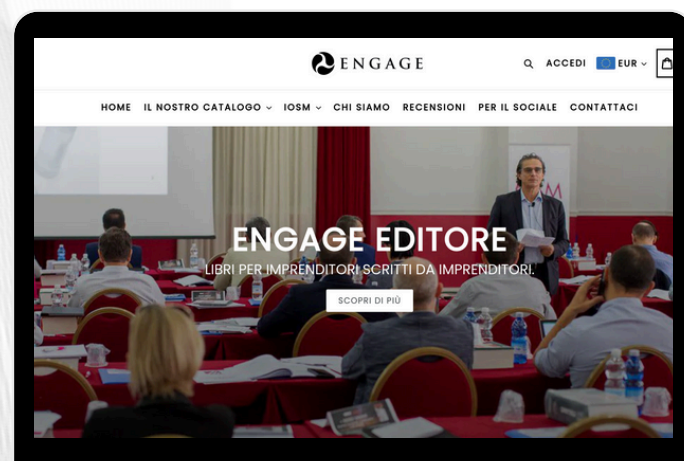 ENGAGE
ACCEDI EUR
HOME IL NOSTRO CATALOGO IOSM CHI SIAMO RECENSIONI PER IL SOCIALE CONTATTACI
ENGAGE EDITORE
LIBRI PER IMPRENDITORI SCRITTI DA IMPRENDITORI.
SCOPRI DI PIÙ